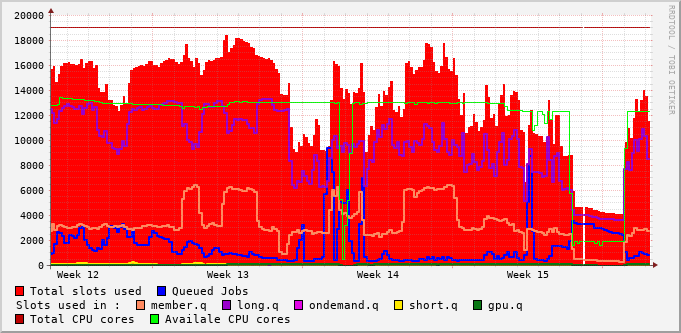 20000
18000
16000
14000
12000
10000
8000
6000
4000
2000
0
Week 12 Week 13 Week 14 Week 15
RRDTOOL / TOBI OETIKER
Total slots used Queued Jobs
Slots used in : member.q long.q ondemand.q short.q gpu.q
Total CPU cores Availale CPU cores